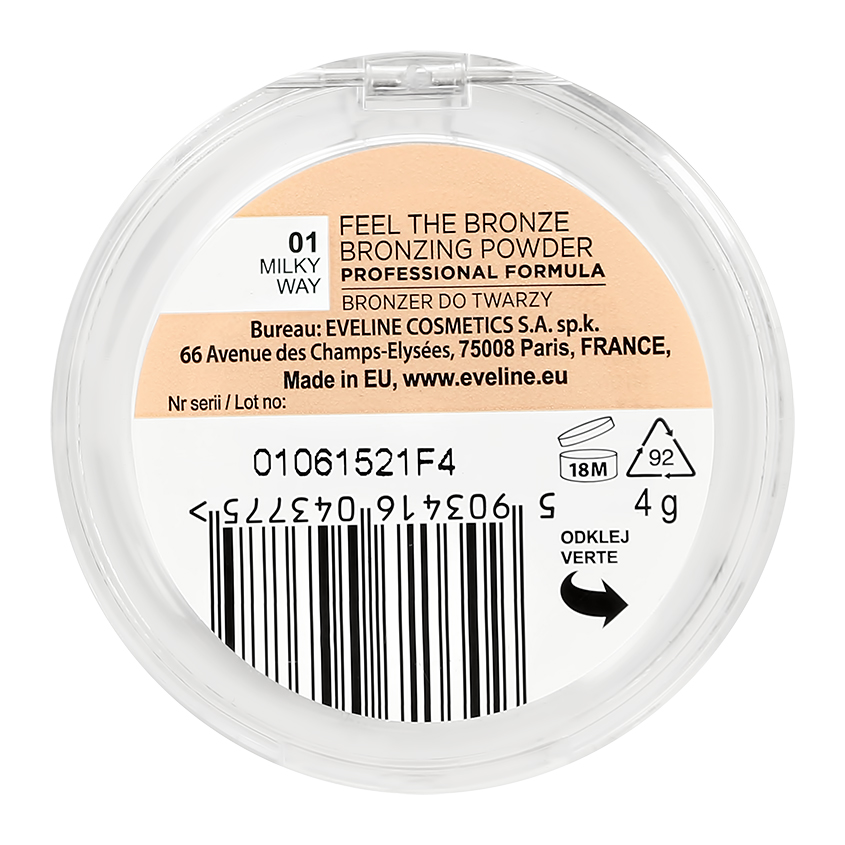 01
MILKY
WAY
FEEL THE BRONZE
BRONZING POWDER
PROFESSIONAL FORMULA
BRONZER DO TWARZY
Bureau: EVELINE COSMETICS S.A. sp.k.
66 Avenue des Champs-Elysées, 75008 Paris, FRANCE,
Made in EU, www.eveline.eu
Nr serii / Lot no:
01061521F4
18M
92
4 g
5 903416 043775 >
ODKLEJ
VERTE